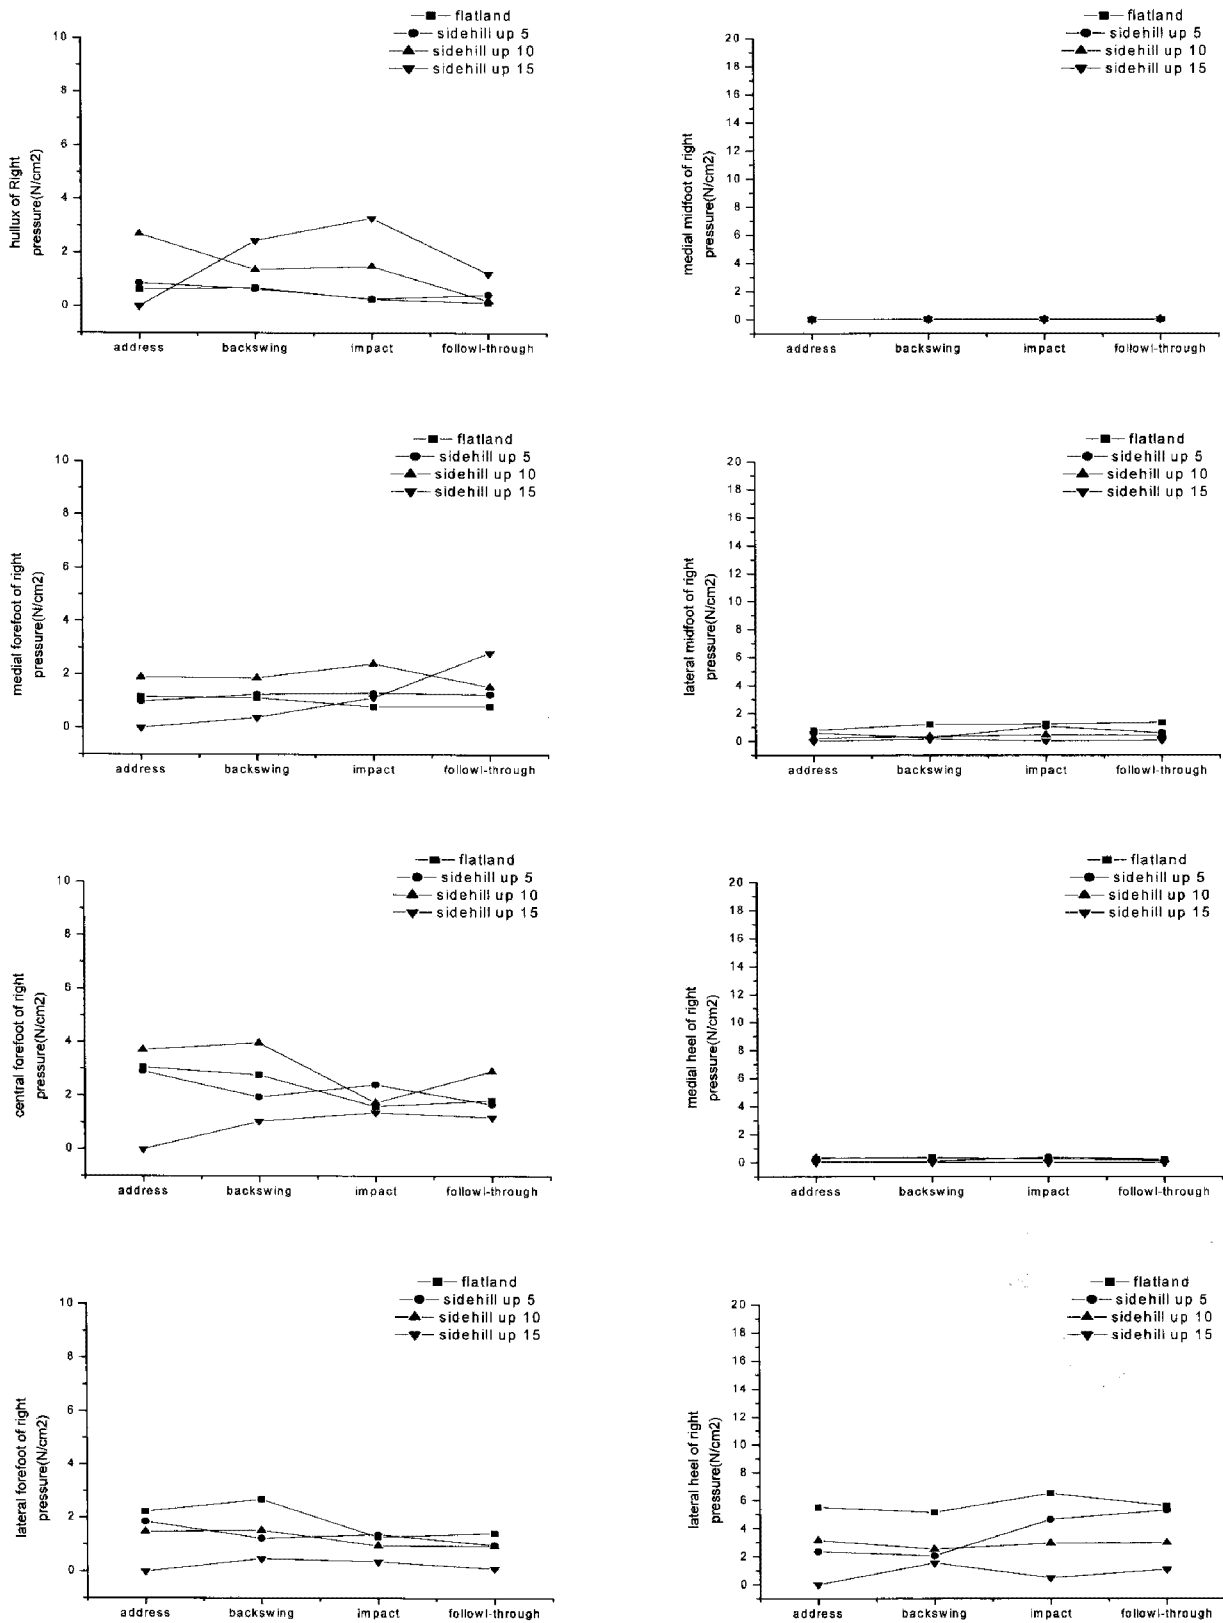 flatland
sidehill up 5
sidehill up 10
sidehill up 15
10
8
6
4
2
0
hullux of Right
pressure(N/cm2)
address
backswing
impact
followl-through
flatland
sidehill up 5
sidehill up 10
sidehill up 15
20
18
16
14
12
10
8
6
4
2
0
medial midfoot of right
pressure(N/cm2)
address
backswing
impact
followl-through
flatland
sidehill up 5
sidehill up 10
sidehill up 15
10
8
6
4
2
0
medial forefoot of right
pressure(N/cm2)
address
backswing
impact
followl-through
flatland
sidehill up 5
sidehill up 10
sidehill up 15
20
18
16
14
12
10
8
6
4
2
0
lateral midfoot of right
pressure(N/cm2)
address
backswing
impact
followl-through
flatland
sidehill up 5
sidehill up 10
sidehill up 15
10
8
6
4
2
0
central forefoot of right
pressure(N/cm2)
address
backswing
impact
followl-through
flatland
sidehill up 5
sidehill up 10
sidehill up 15
20
18
16
14
12
10
8
6
4
2
0
medial heel of right
pressure(N/cm2)
address
backswing
impact
followl-through
flatland
sidehill up 5
sidehill up 10
sidehill up 15
10
8
6
4
2
0
lateral forefoot of right
pressure(N/cm2)
address
backswing
impact
followl-through
flatland
sidehill up 5
sidehill up 10
sidehill up 15
20
18
16
14
12
10
8
6
4
2
0
lateral heel of right
pressure(N/cm2)
address
backswing
impact
followl-through